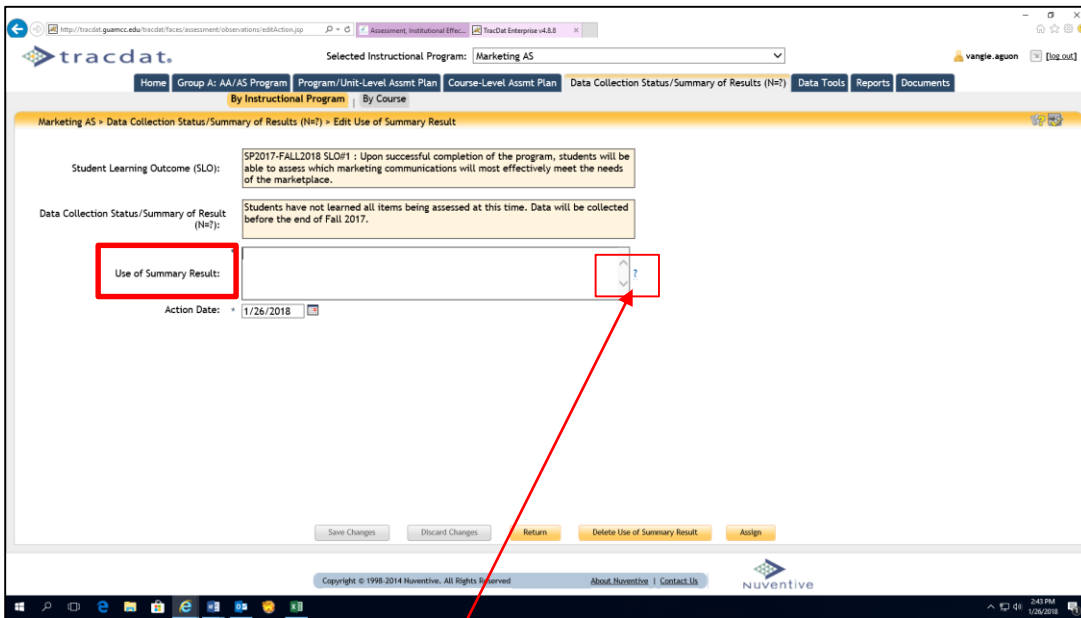 http://tracdat.guamcc.edu/tracdat/faces/assessment/observations/editAction.jsp
Assessment, Institutional Effec...
TracDat Enterprise v4.8.8
tracdat.
Selected Instructional Program: Marketing AS
vangie.aguon [log out]
Home Group A: AA/AS Program Program/Unit-Level Assmt Plan Course-Level Assmt Plan Data Collection Status/Summary of Results (N=?) Data Tools Reports Documents
By Instructional Program | By Course
Marketing AS > Data Collection Status/Summary of Results (N=?) > Edit Use of Summary Result
Student Learning Outcome (SLO):
SP2017-FALL2018 SLO#1 : Upon successful completion of the program, students will be
able to assess which marketing communications will most effectively meet the needs
of the marketplace.
Data Collection Status/Summary of Result
(N=?):
Students have not learned all items being assessed at this time. Data will be collected
before the end of Fall 2017.
*
Use of Summary Result:
?
Action Date: * 1/26/2018
Save Changes Discard Changes Return Delete Use of Summary Result Assign
Copyright © 1998-2014 Nuventive. All Rights Reserved About Nuventive | Contact Us
nuventive
2:43 PM
1/26/2018